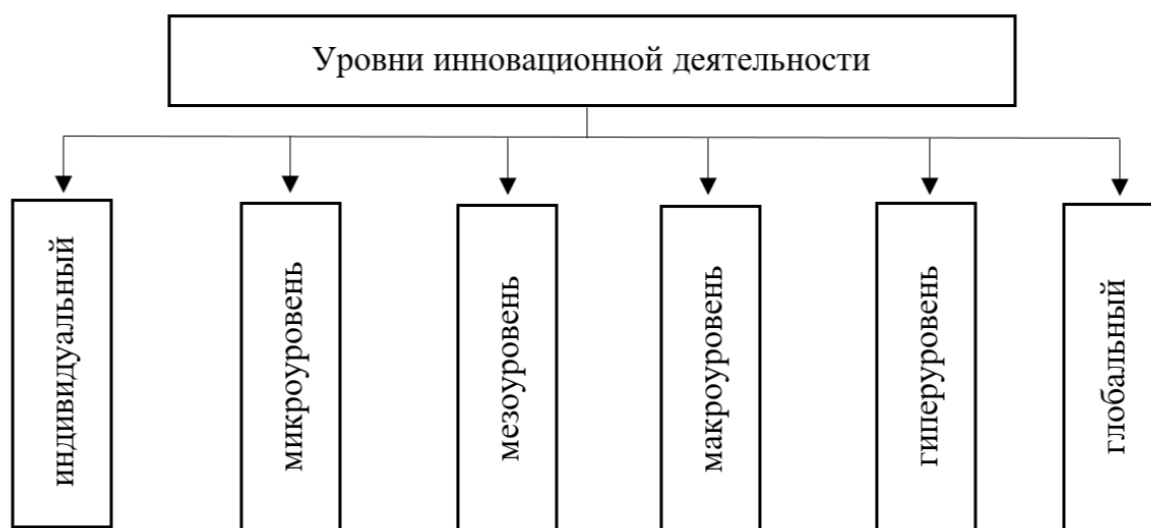 Уровни инновационной деятельности
индивидуальный
микроуровень
мезоуровень
макроуровень
гиперуровень
глобальный